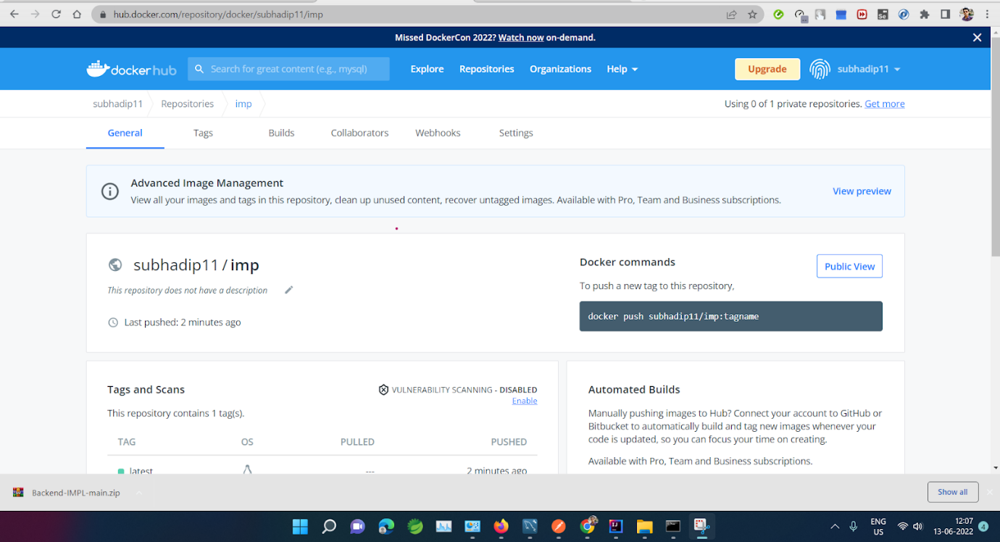 hub.docker.com/repository/docker/subhadip11/imp
Missed DockerCon 2022? Watch now on-demand.
docker hub
Search for great content (e.g., mysql)
Explore
Repositories
Organizations
Help
Upgrade
subhadip11
subhadip11
Repositories
imp
Using 0 of 1 private repositories. Get more
General
Tags
Builds
Collaborators
Webhooks
Settings
Advanced Image Management
View all your images and tags in this repository, clean up unused content, recover untagged images. Available with Pro, Team and Business subscriptions.
View preview
subhadip11 / imp
This repository does not have a description
Last pushed: 2 minutes ago
Docker commands
Public View
To push a new tag to this repository,
docker push subhadip11/imp:tagname
Tags and Scans
VULNERABILITY SCANNING - DISABLED
Enable
This repository contains 1 tag(s).
TAG
OS
PULLED
PUSHED
latest
---
2 minutes ago
Automated Builds
Manually pushing images to Hub? Connect your account to GitHub or
Bitbucket to automatically build and tag new images whenever your
code is updated, so you can focus your time on creating.
Available with Pro, Team and Business subscriptions.
Backend-IMPL-main.zip
Show all
ENG
US
12:07
13-06-2022
4